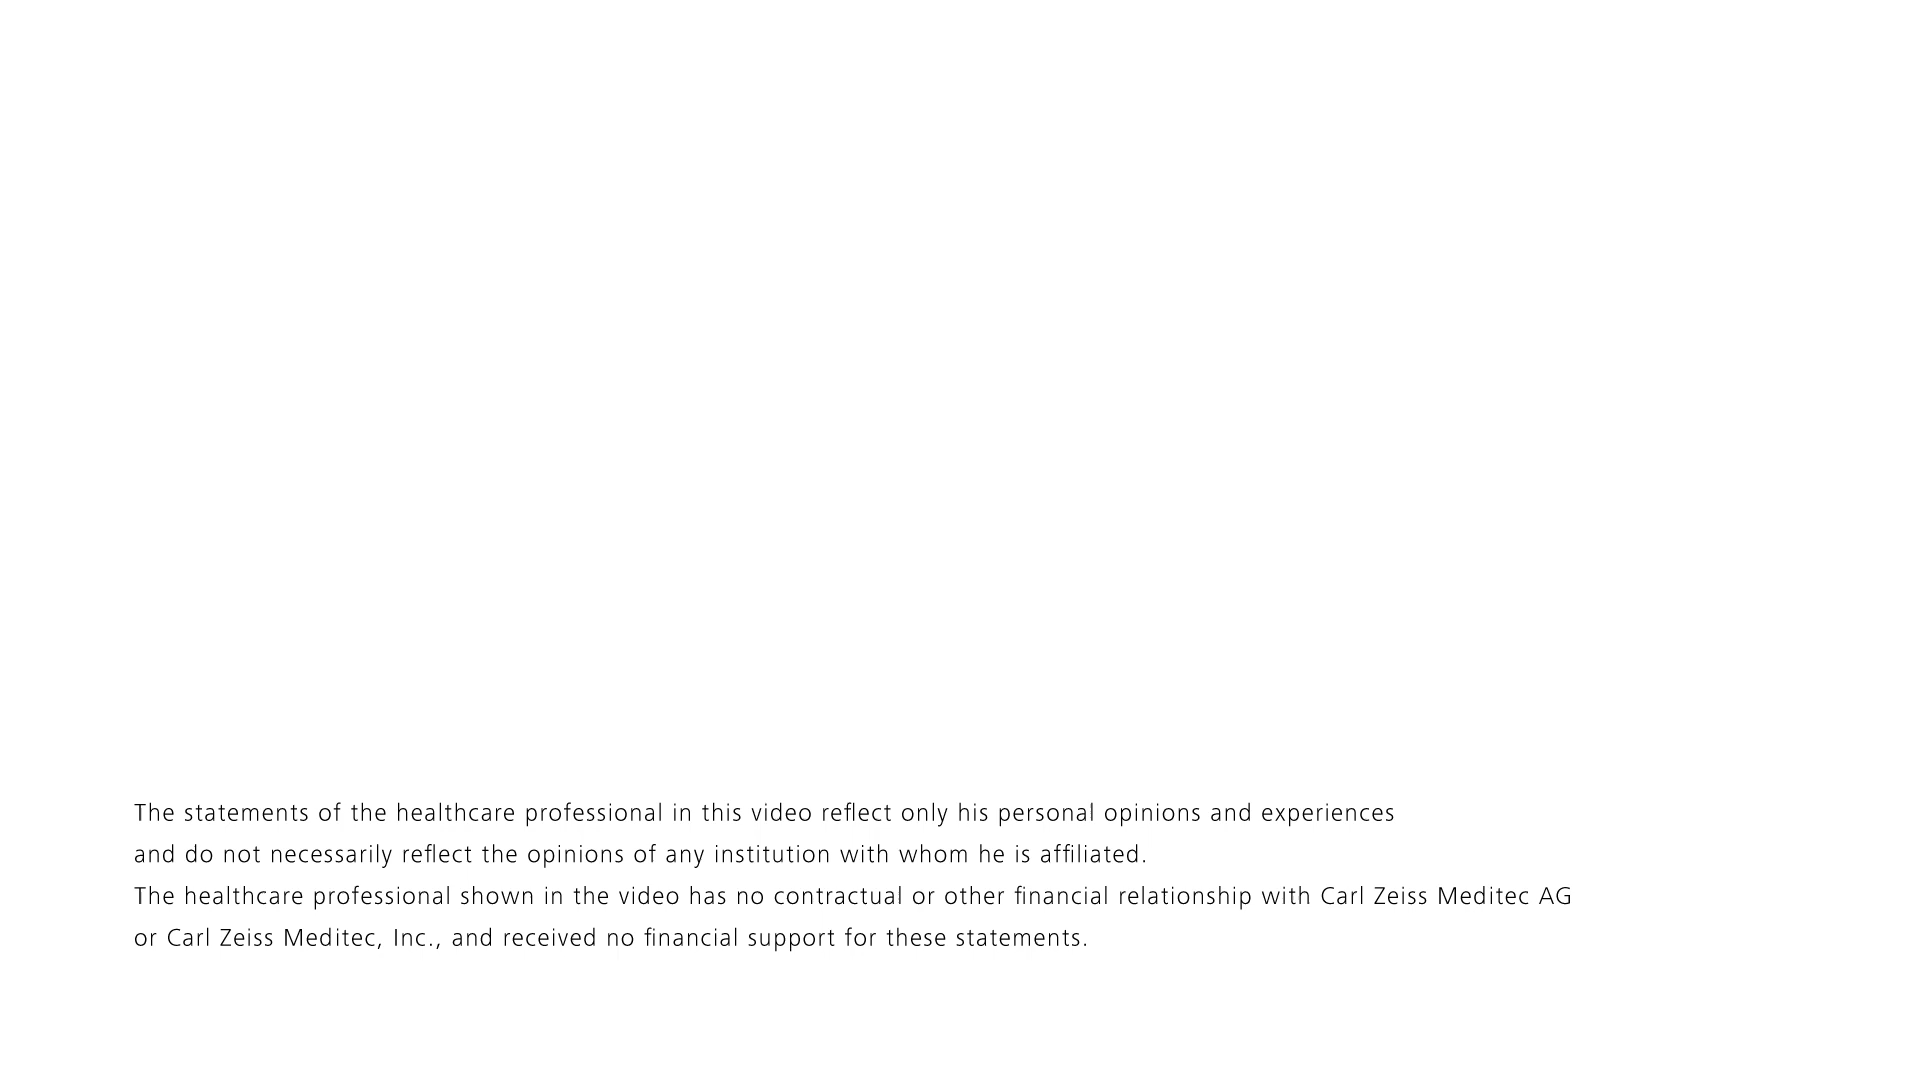 The statements of the healthcare professional in this video reflect only his personal opinions and experiences
and do not necessarily reflect the opinions of any institution with whom he is affiliated.
The healthcare professional shown in the video has no contractual or other financial relationship with Carl Zeiss Meditec AG
or Carl Zeiss Meditec, Inc., and received no financial support for these statements.